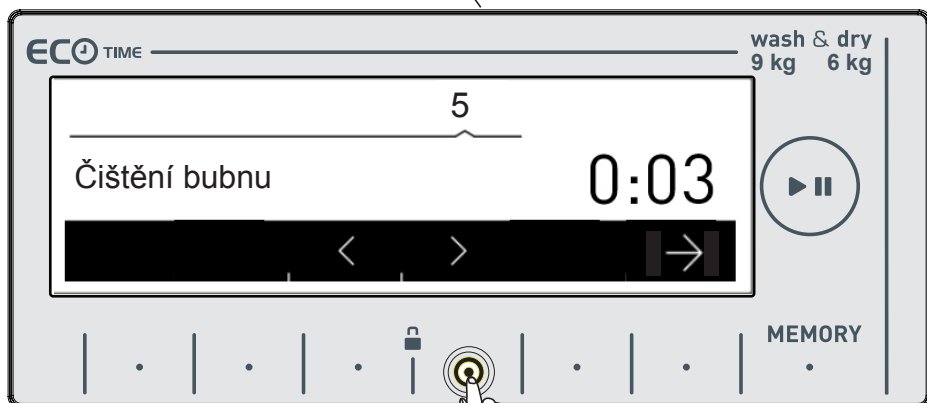 ECO TIME
wash & dry
9 kg 6 kg
5
Čištění bubnu
0:03
MEMORY